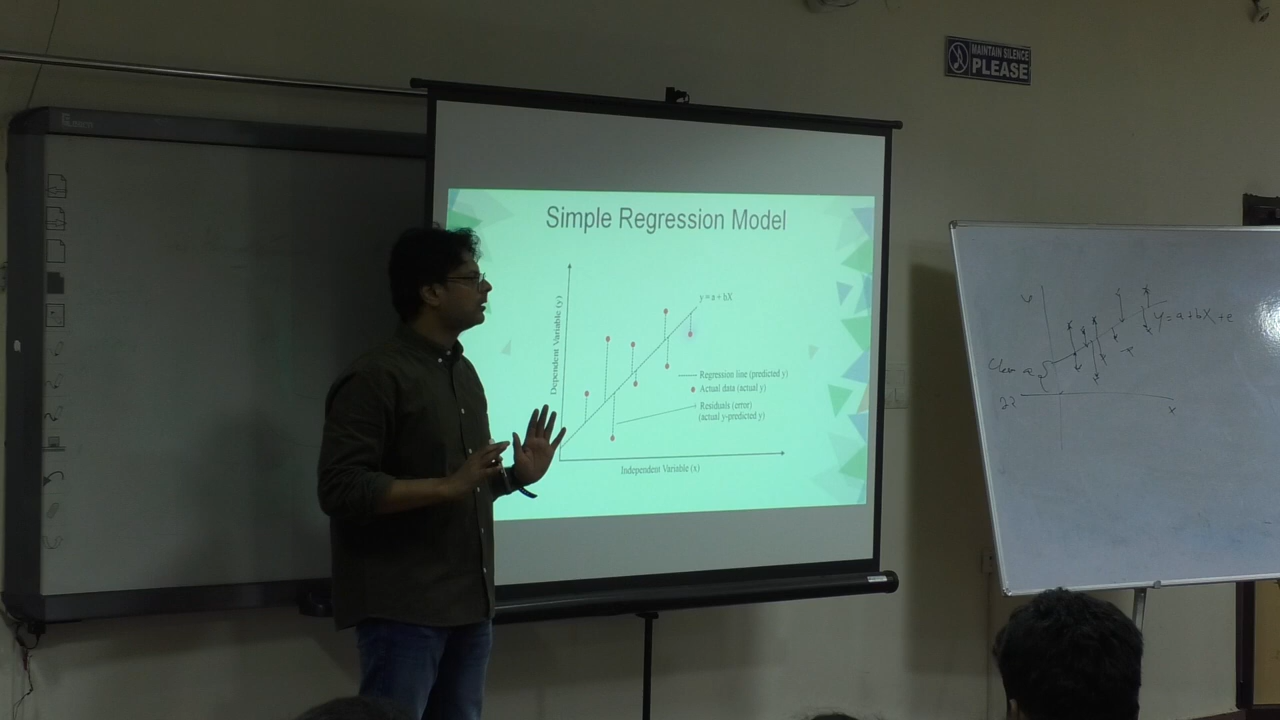 MAINTAIN SILENCE
PLEASE
Simple Regression Model
y = a + bX
Dependent Variable (y)
Regression line (predicted y)
Actual data (actual y)
Residuals (error)
(actual y-predicted y)
Independent Variable (x)
y = a + bX + e
x